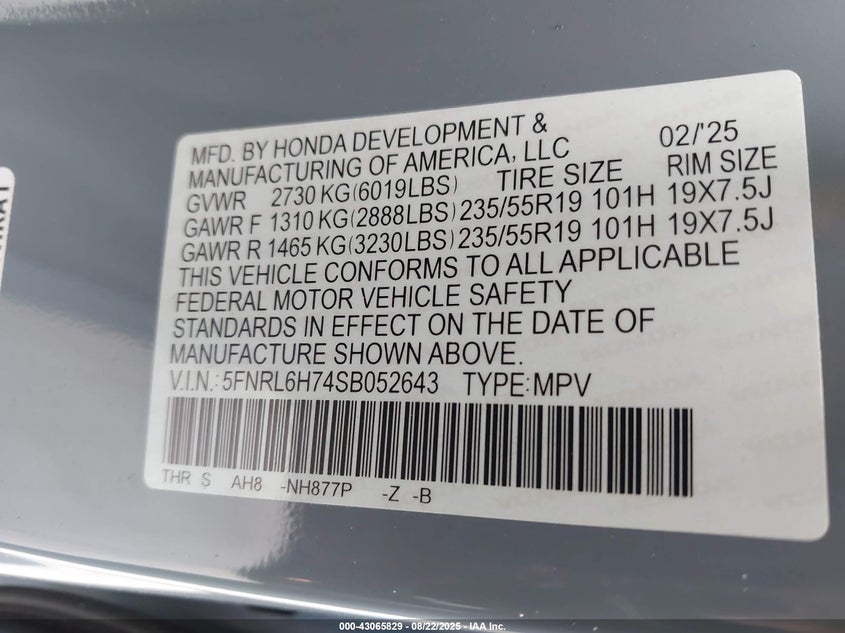 MFD. BY HONDA DEVELOPMENT & 02/'25
MANUFACTURING OF AMERICA, LLC
GVWR 2730 KG(6019LBS) TIRE SIZE RIM SIZE
GAWR F 1310 KG(2888LBS) 235/55R19 101H 19X7.5J
GAWR R 1465 KG(3230LBS) 235/55R19 101H 19X7.5J
THIS VEHICLE CONFORMS TO ALL APPLICABLE
FEDERAL MOTOR VEHICLE SAFETY
STANDARDS IN EFFECT ON THE DATE OF
MANUFACTURE SHOWN ABOVE.
V.I.N.: 5FNRL6H74SB052643 TYPE:MPV
THR S AH8 -NH877P -Z -B
000-43065829 - 08/22/2025 - IAA Inc.